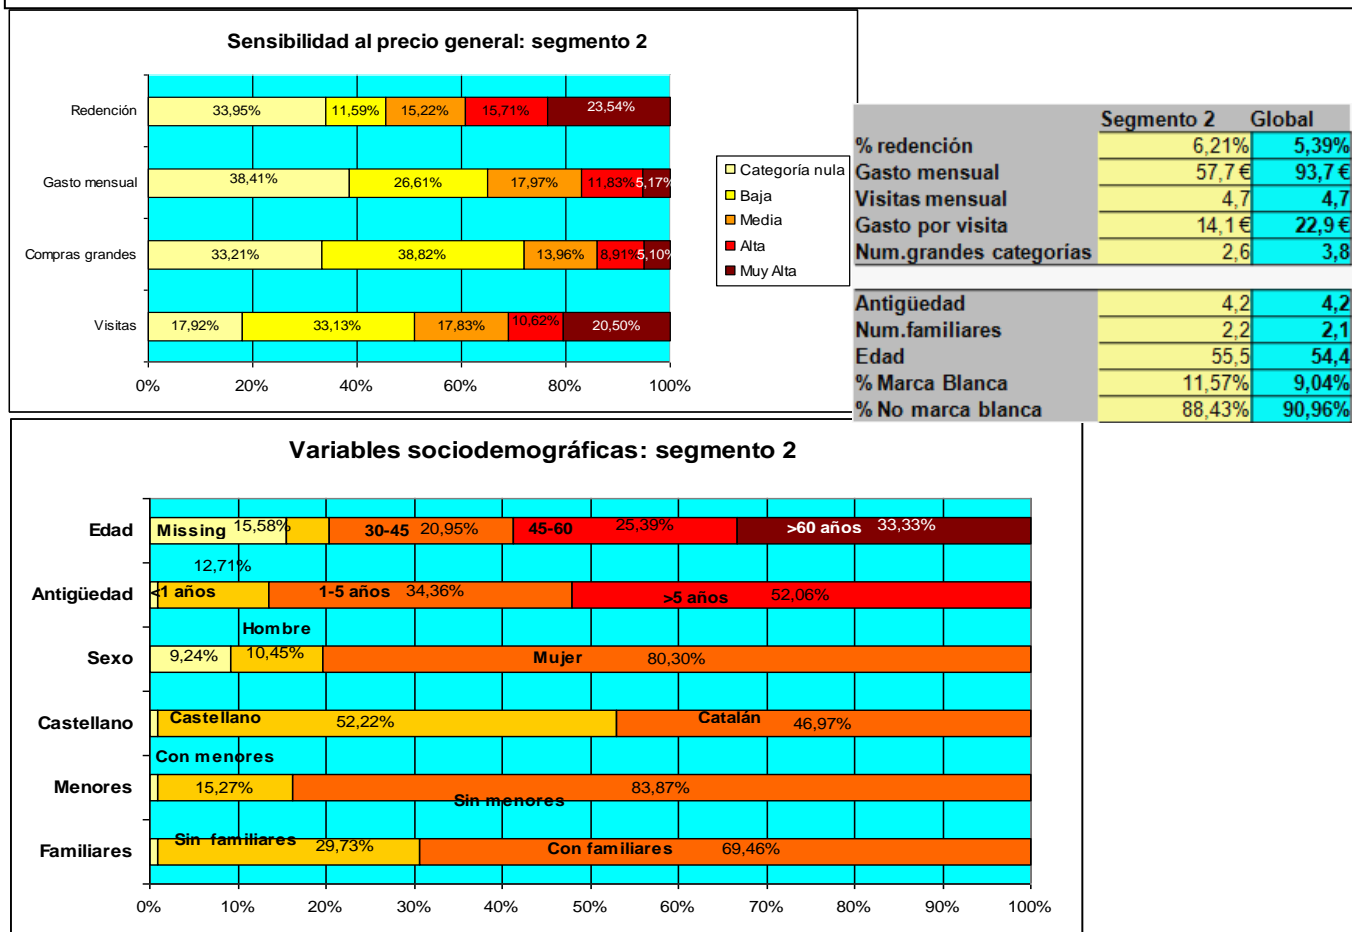 Sensibilidad al precio general: segmento 2
Redención
33,95%
11,59%
15,22%
15,71%
23,54%
Gasto mensual
38,41%
26,61%
17,97%
11,83%
5,17%
Compras grandes
33,21%
38,82%
13,96%
8,91%
5,10%
Visitas
17,92%
33,13%
17,83%
10,62%
20,50%
0%
20%
40%
60%
80%
100%
Categoría nula
Baja
Media
Alta
Muy Alta
Segmento 2 Global
% redención 6,21% 5,39%
Gasto mensual 57,7 € 93,7 €
Visitas mensual 4,7 4,7
Gasto por visita 14,1 € 22,9 €
Num.grandes categorías 2,6 3,8
Antigüedad 4,2 4,2
Num.familiares 2,2 2,1
Edad 55,5 54,4
% Marca Blanca 11,57% 9,04%
% No marca blanca 88,43% 90,96%
Variables sociodemográficas: segmento 2
Edad
Missing 15,58%
30-45 20,95%
45-60 25,39%
>60 años 33,33%
12,71%
Antigüedad
<1 años
1-5 años 34,36%
>5 años 52,06%
Hombre
Sexo
9,24%
10,45%
Mujer 80,30%
Castellano
Castellano 52,22%
Catalán 46,97%
Con menores
Menores
15,27%
83,87%
Sin menores
Familiares
Sin familiares 29,73%
Con familiares 69,46%
0%
10%
20%
30%
40%
50%
60%
70%
80%
90%
100%